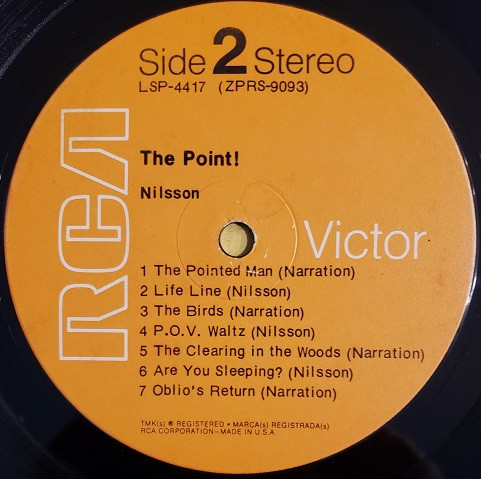 Side 2 Stereo
LSP-4417 (ZPRS-9093)
The Point!
Nilsson
RCA
Victor
1 The Pointed Man (Narration)
2 Life Line (Nilsson)
3 The Birds (Narration)
4 P.O.V. Waltz (Nilsson)
5 The Clearing in the Woods (Narration)
6 Are You Sleeping? (Nilsson)
7 Oblio's Return (Narration)
TMK(s) ® REGISTERED • MARCA(s) REGISTRADA(s)
RCA CORPORATION—MADE IN U.S.A.